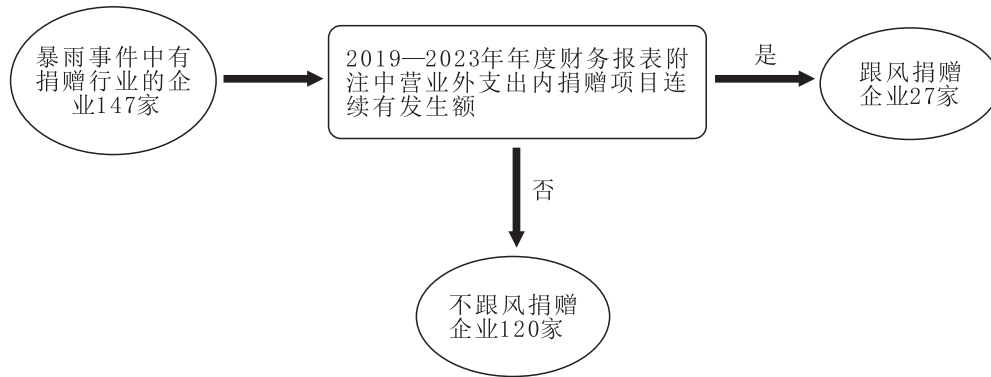 暴雨事件中有
捐赠行业的企
业147家
2019—2023年年度财务报表附
注中营业外支出内捐赠项目连
续有发生额
是
跟风捐赠
企业27家
否
不跟风捐赠
企业120家